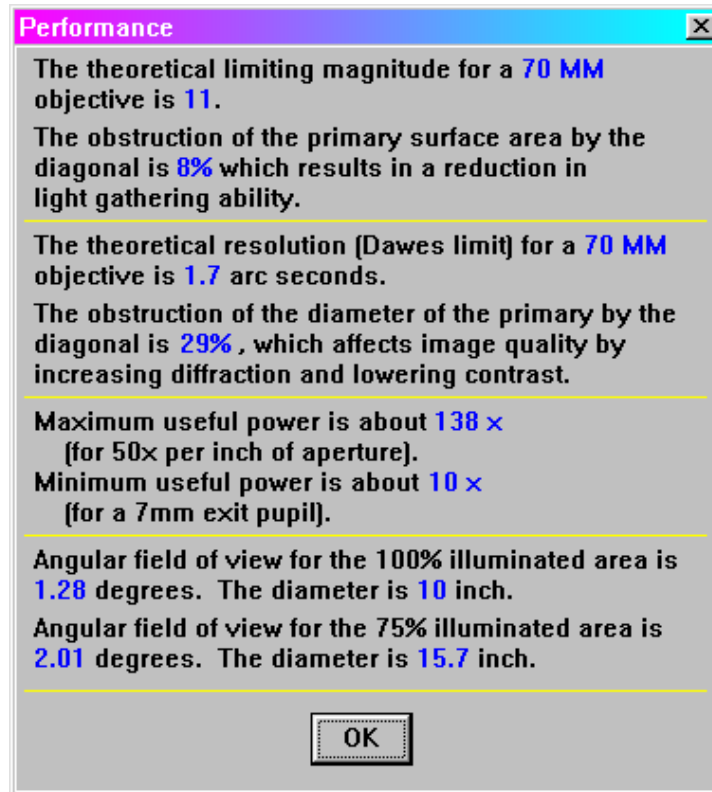 Performance
The theoretical limiting magnitude for a 70 MM
objective is 11.
The obstruction of the primary surface area by the
diagonal is 8% which results in a reduction in
light gathering ability.
The theoretical resolution (Dawes limit) for a 70 MM
objective is 1.7 arc seconds.
The obstruction of the diameter of the primary by the
diagonal is 29% , which affects image quality by
increasing diffraction and lowering contrast.
Maximum useful power is about 138 x
(for 50x per inch of aperture).
Minimum useful power is about 10 x
(for a 7mm exit pupil).
Angular field of view for the 100% illuminated area is
1.28 degrees.  The diameter is 10 inch.
Angular field of view for the 75% illuminated area is
2.01 degrees.  The diameter is 15.7 inch.
OK